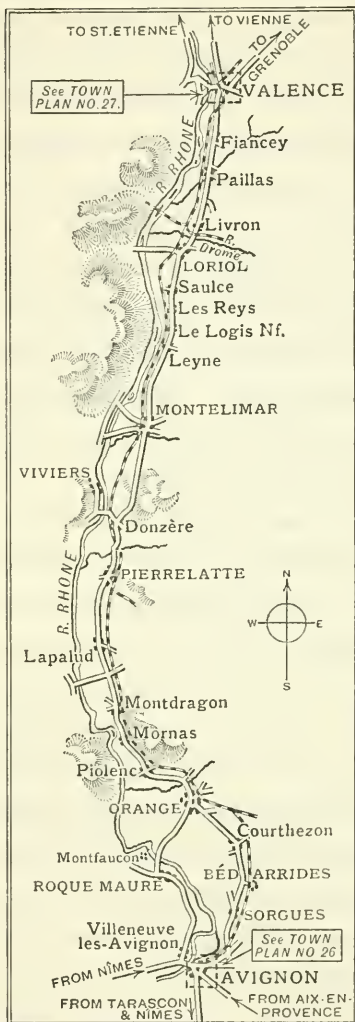 TO ST. ETIENNE
TO VIENNE
TO
GRENOBLE
See TOWN
PLAN NO. 27.
VALENCE
R. RHONE
Fiancey
Paillas
Livron
R.
Drome
LORIOL
Saulce
Les Reys
Le Logis Nf.
Leyne
MONTELIMAR
VIVIERS
Donzère
R. RHONE
PIERRELATTE
N
W
E
S
Lapalud
Montdragon
Mornas
Piolenc
ORANGE
Courthezon
Montfaucon
BÉDARRIDES
ROQUE MAURE
SORGUES
Villeneuve
les-Avignon
See TOWN
PLAN NO 26
FROM NÎMES
AVIGNON
FROM TARASCON
& NÎMES
FROM AIX-EN-
PROVENCE